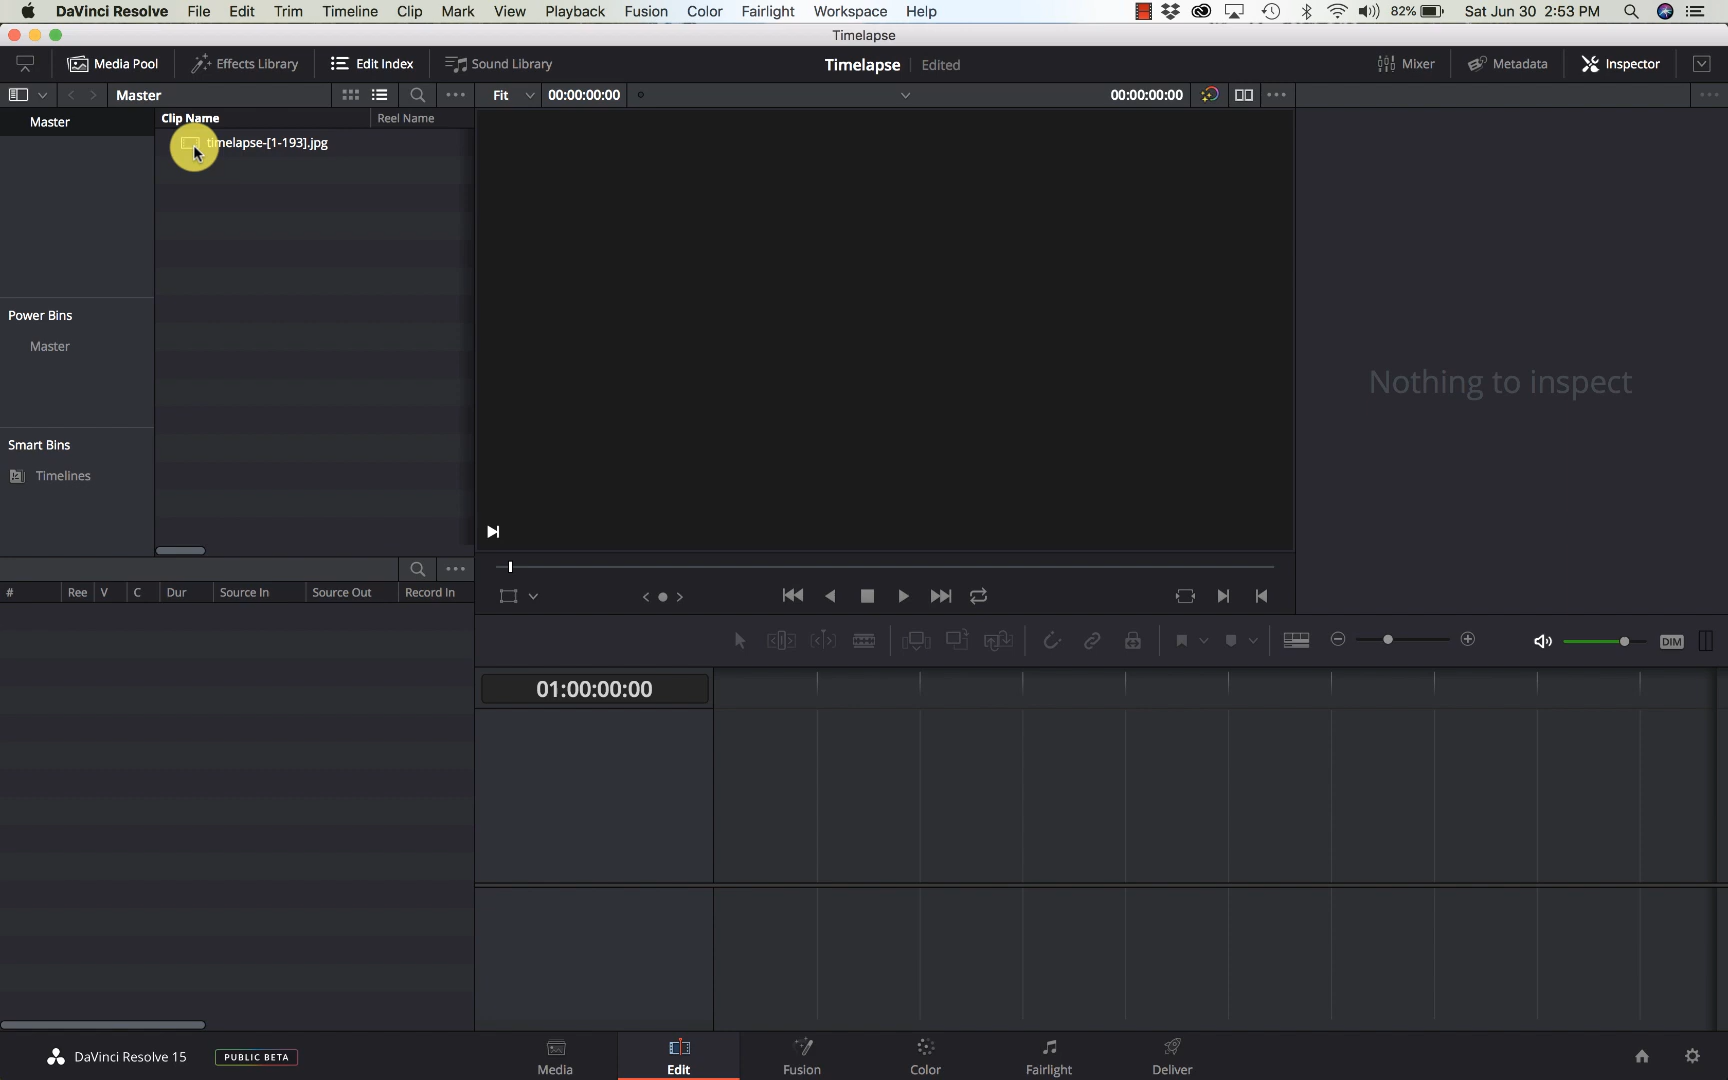 DaVinci Resolve File Edit Trim Timeline Clip Mark View Playback Fusion Color Fairlight Workspace Help 82% Sat Jun 30 2:53 PM
Timelapse
Media Pool Effects Library Edit Index Sound Library Timelapse Edited Mixer Metadata Inspector
Master Fit 00:00:00:00 00:00:00:00
Master Clip Name Reel Name
timelapse-[1-193].jpg
Power Bins
Master
Nothing to inspect
Smart Bins
Timelines
# Ree V C Dur Source In Source Out Record In
DIM
01:00:00:00
DaVinci Resolve 15 PUBLIC BETA Media Edit Fusion Color Fairlight Deliver